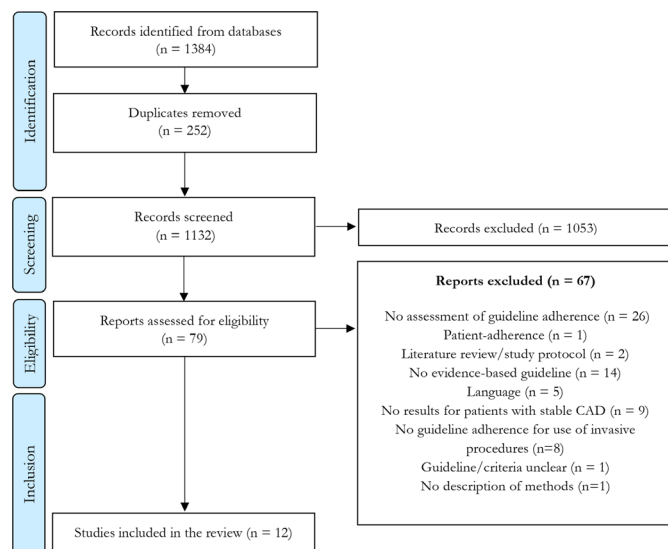 Identification
Records identified from databases
(n = 1384)
Duplicates removed
(n = 252)
Screening
Records screened
(n = 1132)
Records excluded (n = 1053)
Eligibility
Reports assessed for eligibility
(n = 79)
Reports excluded (n = 67)
No assessment of guideline adherence (n = 26)
Patient-adherence (n = 1)
Literature review/study protocol (n = 2)
No evidence-based guideline (n = 14)
Language (n = 5)
No results for patients with stable CAD (n = 9)
No guideline adherence for use of invasive
procedures (n=8)
Guideline/criteria unclear (n = 1)
No description of methods (n=1)
Inclusion
Studies included in the review (n = 12)